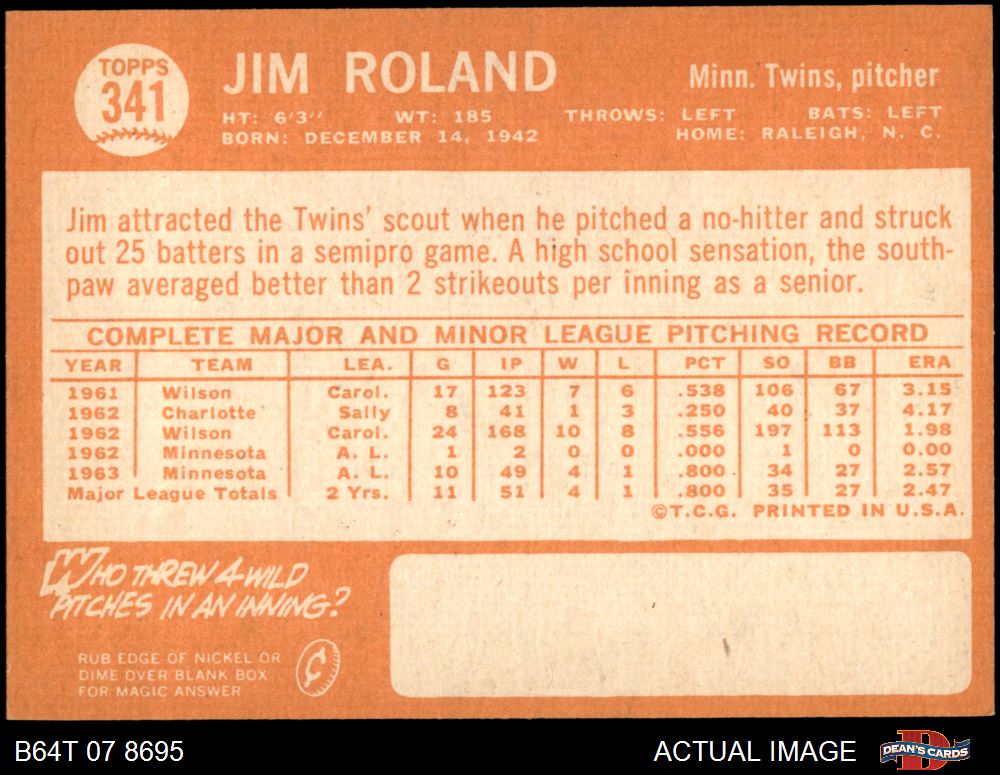 TOPPS
341
JIM ROLAND
Minn. Twins, pitcher
HT: 6'3" WT: 185 THROWS: LEFT BATS: LEFT
BORN: DECEMBER 14, 1942 HOME: RALEIGH, N. C.
Jim attracted the Twins' scout when he pitched a no-hitter and struck
out 25 batters in a semipro game. A high school sensation, the south-
paw averaged better than 2 strikeouts per inning as a senior.
COMPLETE MAJOR AND MINOR LEAGUE PITCHING RECORD
YEAR TEAM LEA. G IP W L PCT SO BB ERA
1961 Wilson Carol. 17 123 7 6 .538 106 67 3.15
1962 Charlotte Sally 8 41 1 3 .250 40 37 4.17
1962 Wilson Carol. 24 168 10 8 .556 197 113 1.98
1962 Minnesota A. L. 1 2 0 0 .000 1 0 0.00
1963 Minnesota A. L. 10 49 4 1 .800 34 27 2.57
Major League Totals 2 Yrs. 11 51 4 1 .800 35 27 2.47
©T.C.G. PRINTED IN U.S.A.
WHO THREW 4 WILD
PITCHES IN AN INNING?
RUB EDGE OF NICKEL OR
DIME OVER BLANK BOX
FOR MAGIC ANSWER
¢
B64T 07 8695
ACTUAL IMAGE
D
DEAN'S CARDS